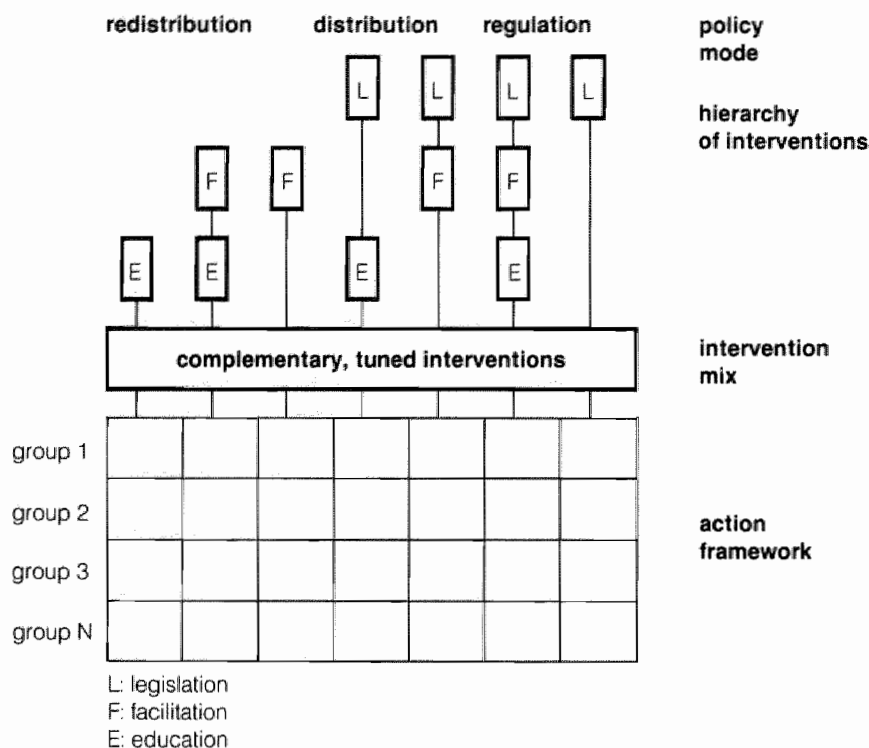 redistribution distribution regulation policy
mode
L L L L
hierarchy
of interventions
F F F F
E E E E
complementary, tuned interventions intervention
mix
group 1
group 2
group 3
action
framework
group N
L: legislation
F: facilitation
E: education